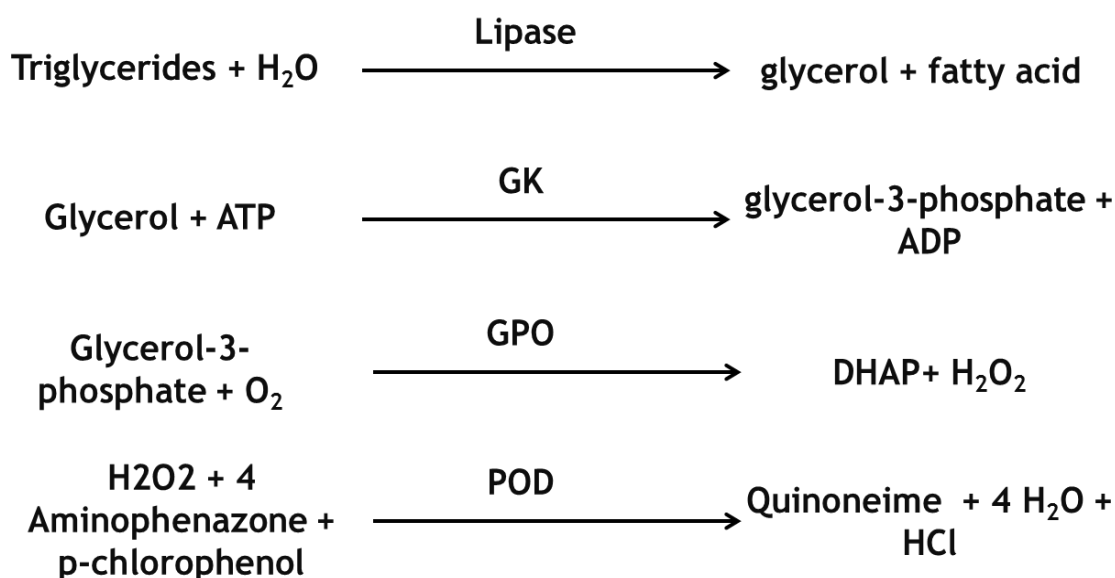 Lipase
Triglycerides + H₂O
glycerol + fatty acid
GK
Glycerol + ATP
glycerol-3-phosphate +
ADP
GPO
Glycerol-3-
phosphate + O₂
DHAP+ H₂O₂
H2O2 + 4
Aminophenazone +
p-chlorophenol
POD
Quinoneime + 4 H₂O +
HCl